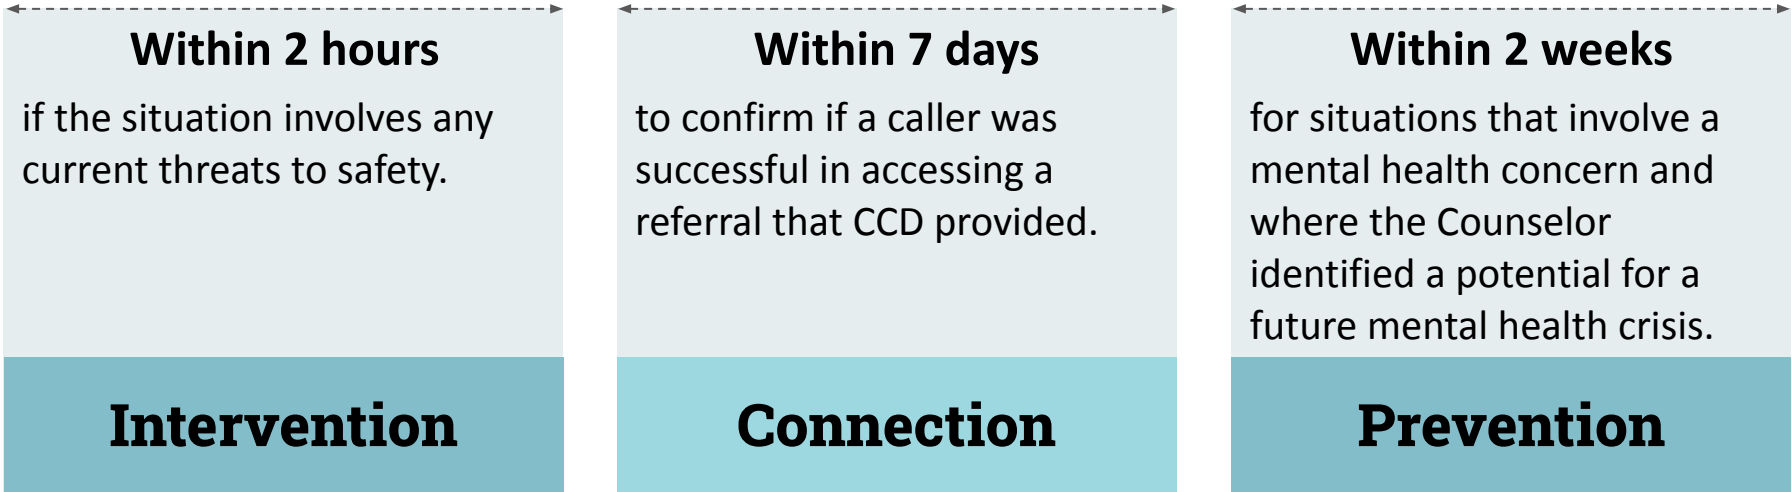 Within 2 hours
if the situation involves any
current threats to safety.
Intervention
Within 7 days
to confirm if a caller was
successful in accessing a
referral that CCD provided.
Connection
Within 2 weeks
for situations that involve a
mental health concern and
where the Counselor
identified a potential for a
future mental health crisis.
Prevention